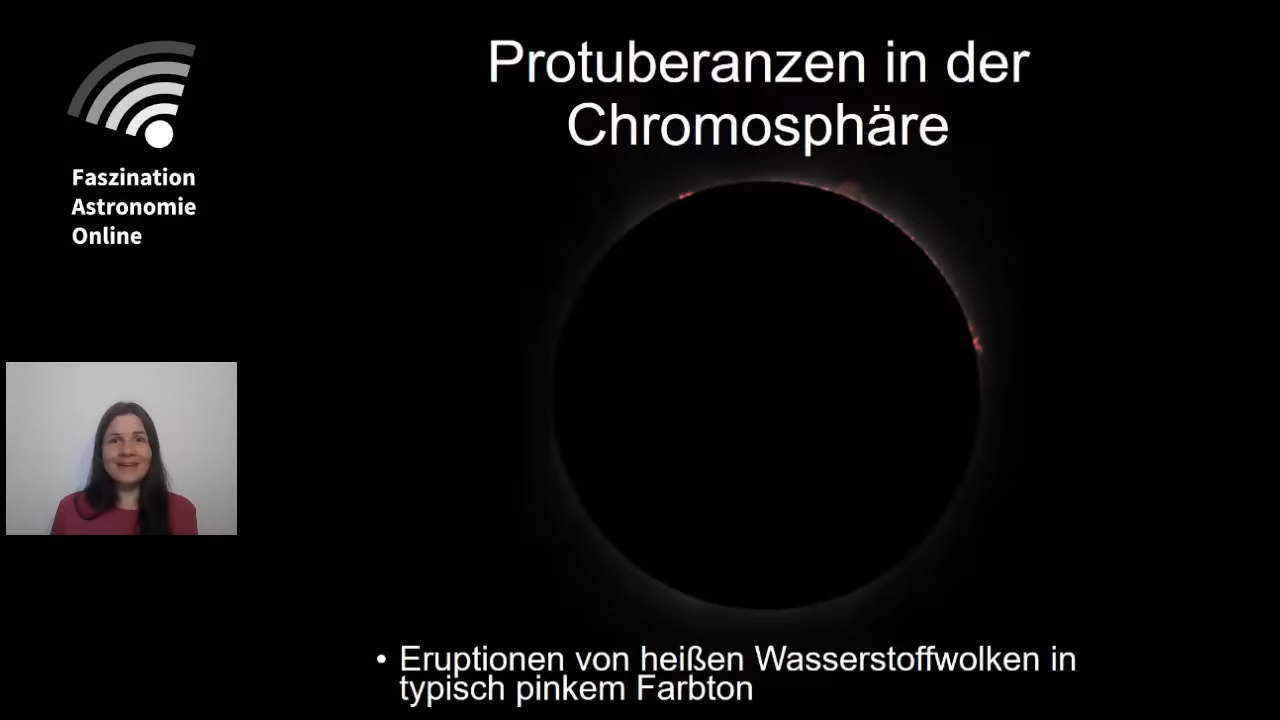 Protuberanzen in der
Chromosphäre
Faszination
Astronomie
Online
• Eruptionen von heißen Wasserstoffwolken in
typisch pinkem Farbton